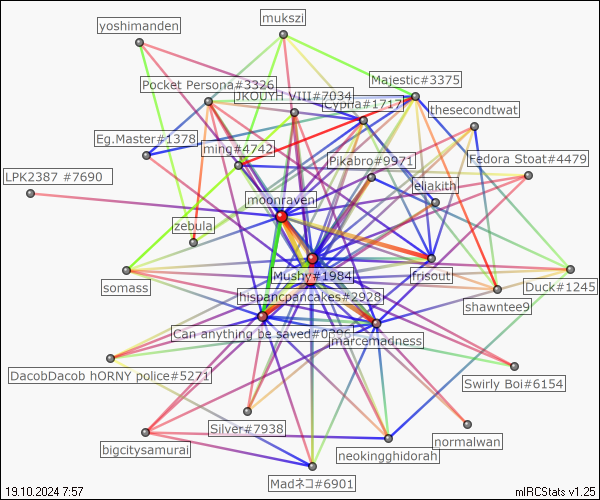 mukszi
yoshimanden
Majestic#3375
Pocket Persona#3326
JKOUYH VIII#7034
Cypha#1717
thesecondtwat
Eg.Master#1378
ming#4742
Pikabro#9971
Fedora Stoat#4479
LPK2387 #7690
eliakith
moonraven
zebula
Mushy#1984
frisout
somass
Duck#1245
hispancpancakes#2928
shawntee9
Can anything be saved#0396
marcemadness
DacobDacob hORNY police#5271
Swirly Boi#6154
Silver#7938
normalwan
bigcitysamurai
neokingghidorah
Madネコ#6901
19.10.2024 7:57
mIRCStats v1.25